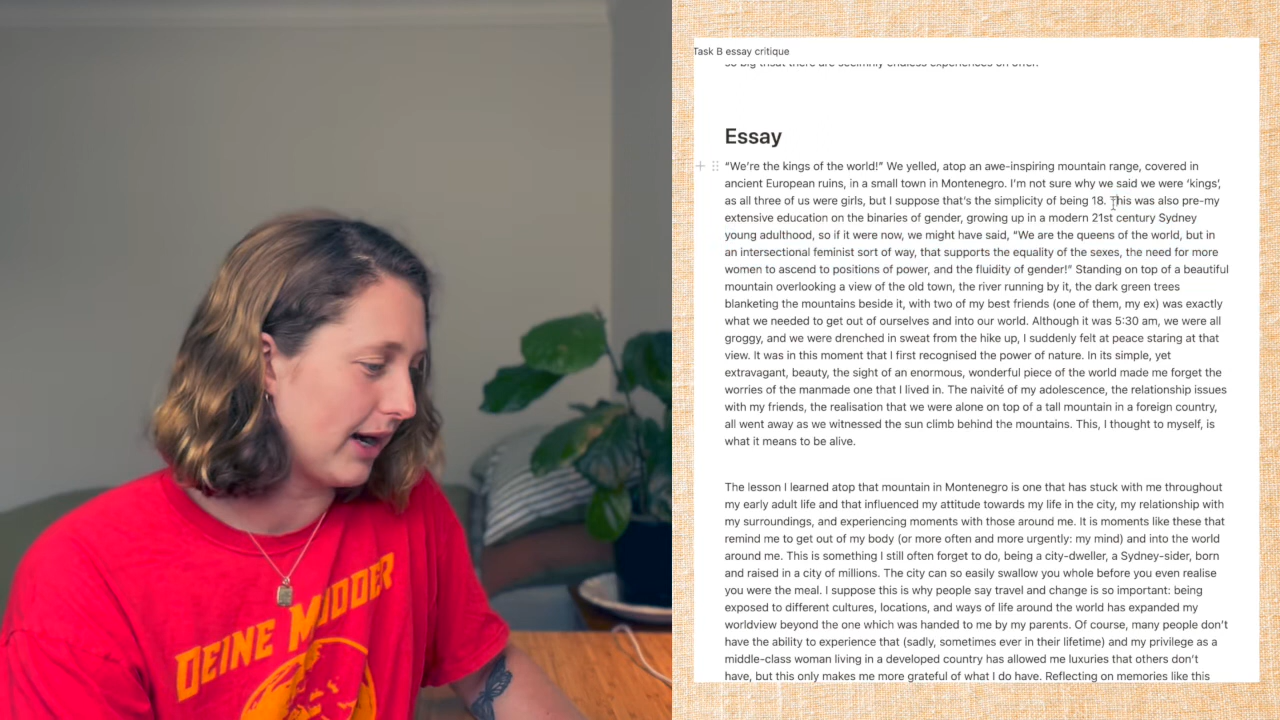 Task B essay critique
Essay
“We’re the kings of the world!” We yelled, atop an awe-inspiring mountain range, covered in
ancient European ruins, in a small town in Montenegro. I’m not sure why we said we were ‘kings’,
as all three of us were girls, but I suppose that’s the simplicity of being 18. This was also pre-my
extensive education on the binaries of gender, growing up in a modern 21st century Sydney
young adulthood, so if it were now, we might have said, “We are the queens of the world, but in
an intersectional feminist sort of way, that supports the equality of the sexes, the need for more
women to ascend to positions of power, and the fluidity of gender!” Standing on top of a beautiful
mountain overlooking a view of the old town, the river running by it, the dark green trees
blanketing the mountains beside it, with two of my best friends (one of them, my ex) was exactly
what we needed to get out of ourselves and into our world. Although it was 5:20 am, we were all
groggy, and we were drenched in sweat from the hike up, I suddenly felt at peace staring at that
view. It was in this moment that I first recognised the power of nature. In its simple, yet
extravagant, beauty, the sight of an enormous, wonderful piece of the world made me forget the
worries of the manmade one that I lived in. The naivité of my adolescence, the relationship issues
with my friends, the realisation that we were alone on top of a tall mountain in a foreign country,
all went away as we witnessed the sun climb behind the mountains. This, I thought to myself, is
what it means to be alive.
The lesson I learned atop that mountain in Montenegro is one that has stuck with me throughout
my early adult life and that influenced my attitude towards my life in the city, my relationship with
my surroundings, and experiencing moments with those around me. It is moments like these that
remind me to get out of my body (or more often and more urgently: my mind) and into the world
around me. This is something I still often forget to do, being a city-dweller, a Sydney-sider, born
and raised in a city of millions. The city can so easily swallow you whole before you even realise
you were the meal. I suppose this is why people say travel and change is so important: being
exposed to different cultures, locations, and ways of life around the world has expanded my
worldview beyond the one which was handed to me by my parents. Of course, many people don’t
have the ability to experience that (sadly, sometimes ever in their lifetime) and my privilege as a
middle-class woman living in a developed country has allowed me luxuries that others don’t
have, but this only makes me more grateful of what I do have. Reflecting on memories like this